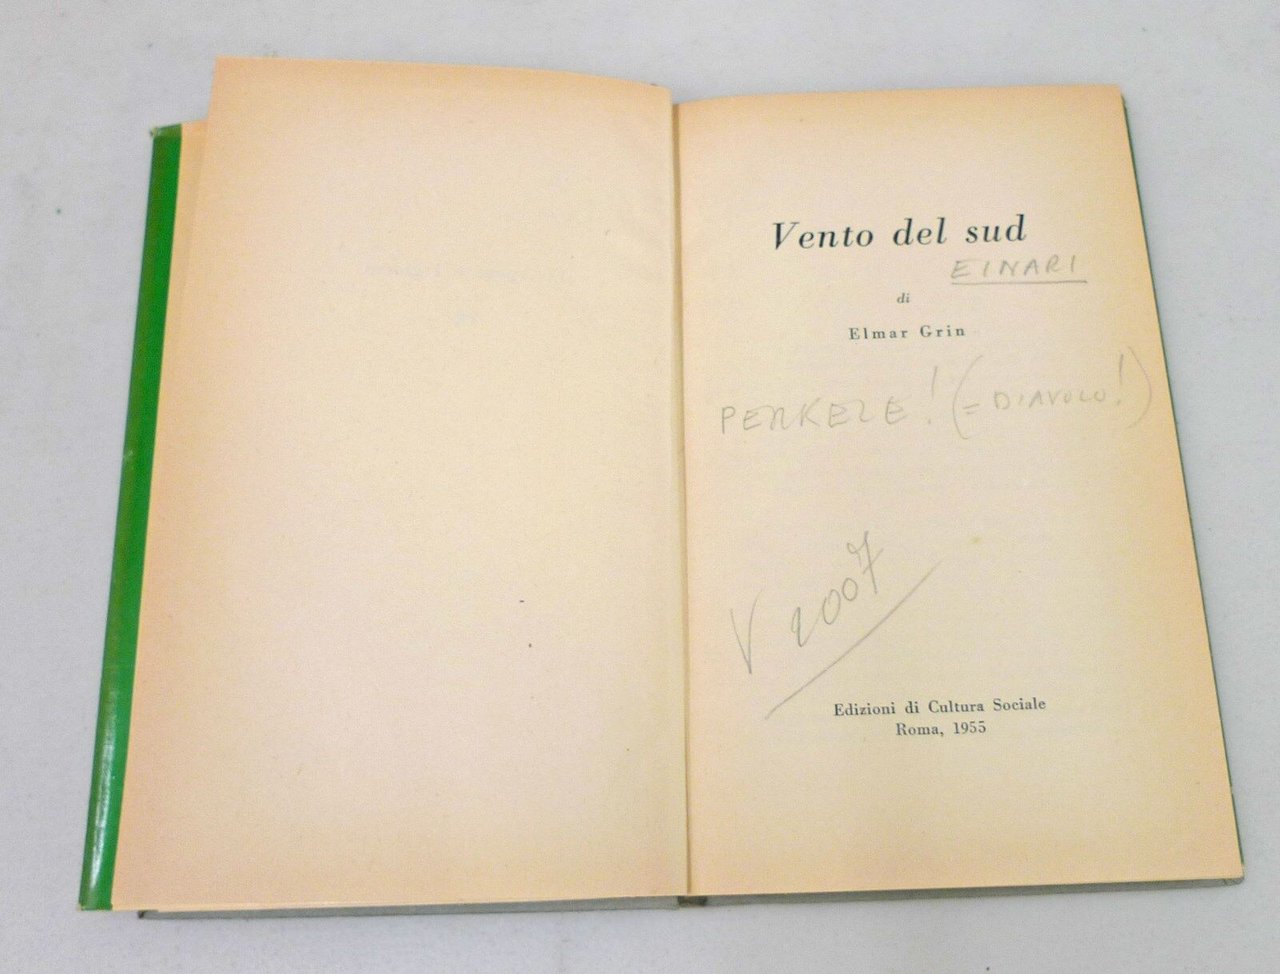 Vento del sud
EINARI
di
Elmar Grin
PERKELE! (= DIAVOLO!)
V 2007
Edizioni di Cultura Sociale
Roma, 1955